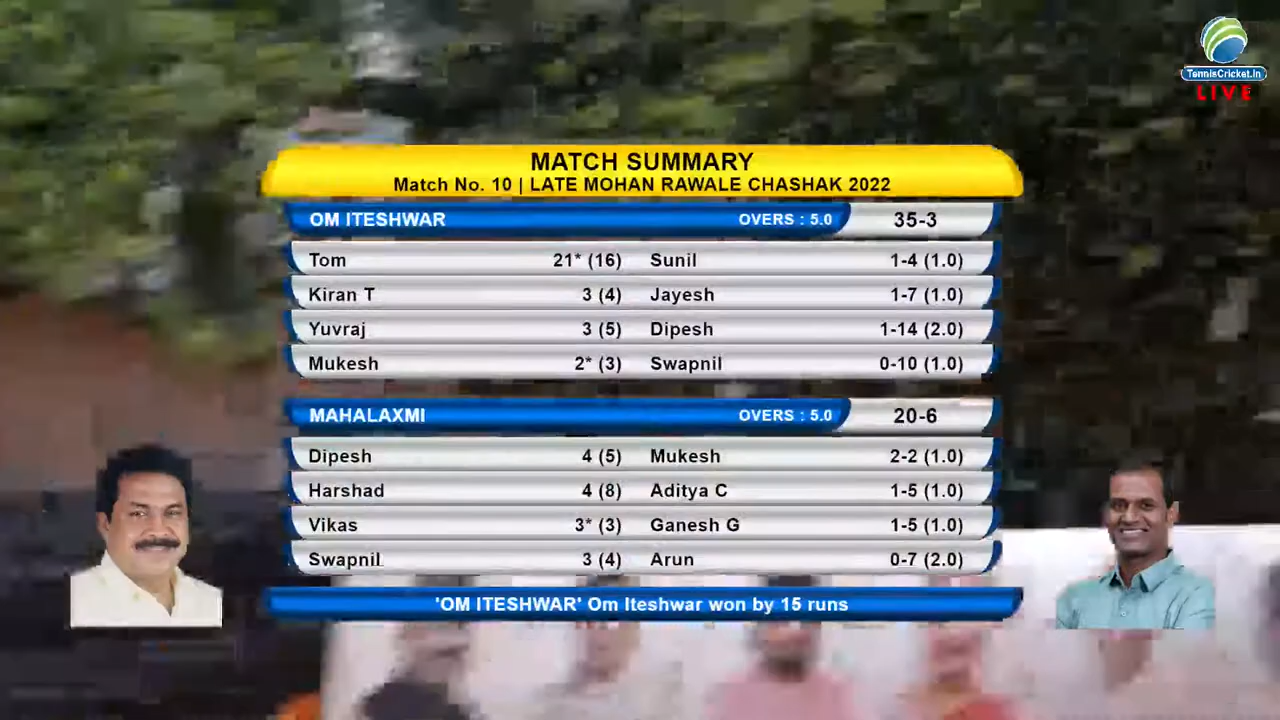 TennisCricket.in
LIVE
MATCH SUMMARY
Match No. 10 | LATE MOHAN RAWALE CHASHAK 2022
OM ITESHWAR OVERS : 5.0 35-3
Tom 21* (16) Sunil 1-4 (1.0)
Kiran T 3 (4) Jayesh 1-7 (1.0)
Yuvraj 3 (5) Dipesh 1-14 (2.0)
Mukesh 2* (3) Swapnil 0-10 (1.0)
MAHALAXMI OVERS : 5.0 20-6
Dipesh 4 (5) Mukesh 2-2 (1.0)
Harshad 4 (8) Aditya C 1-5 (1.0)
Vikas 3* (3) Ganesh G 1-5 (1.0)
Swapnil 3 (4) Arun 0-7 (2.0)
'OM ITESHWAR' Om Iteshwar won by 15 runs